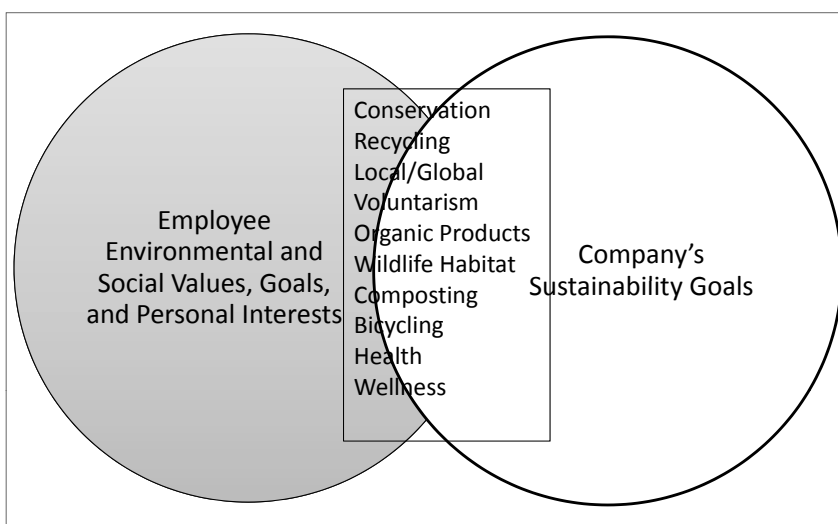 Employee
Environmental and
Social Values, Goals,
and Personal Interests
Conservation
Recycling
Local/Global
Voluntarism
Organic Products
Wildlife Habitat
Composting
Bicycling
Health
Wellness
Company’s
Sustainability Goals